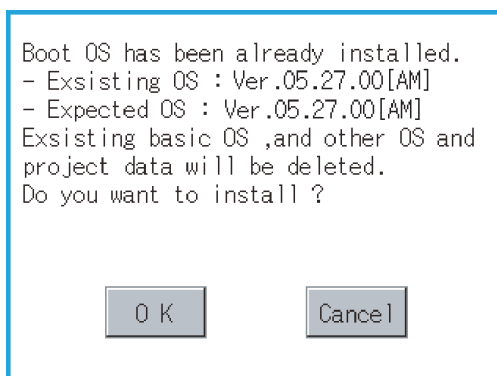 Boot OS has been already installed.
- Exsisting OS : Ver.05.27.00[AM]
- Expected OS : Ver.05.27.00[AM]
Exsisting basic OS ,and other OS and
project data will be deleted.
Do you want to install ?
O K
Cancel